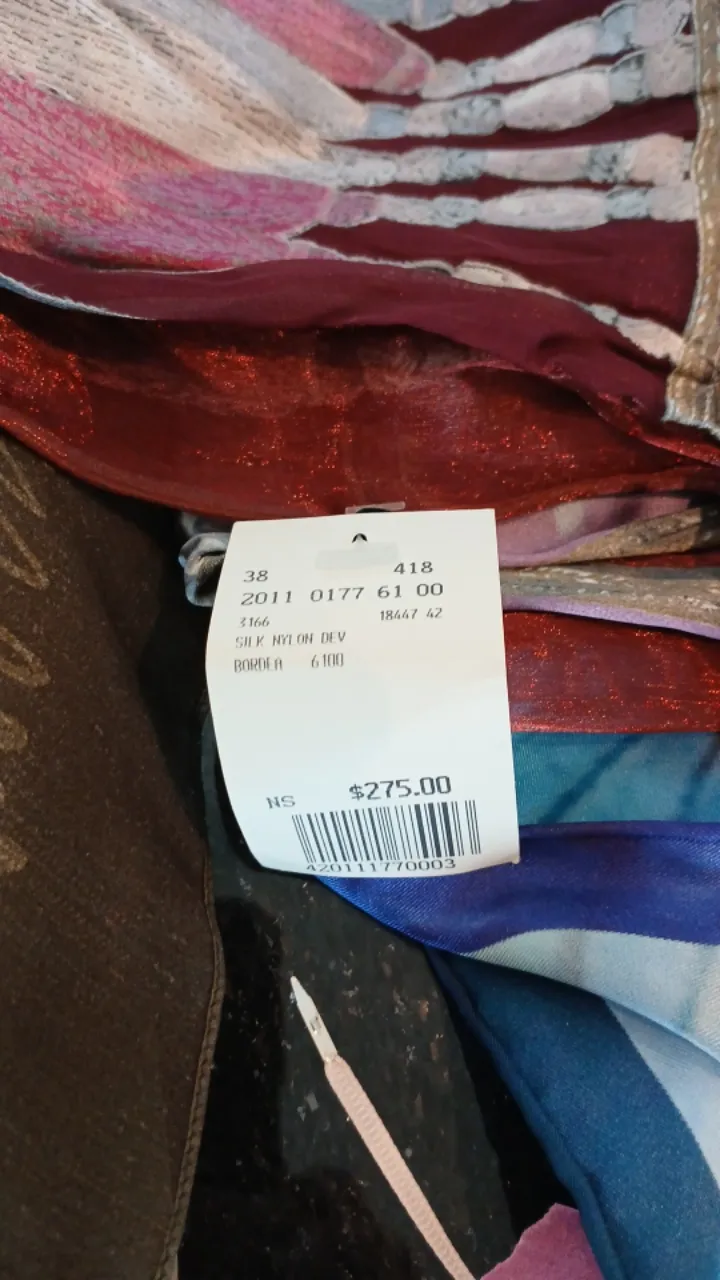 38 418
2011 0177 61 00
3166 18447 42
SILK NYLON DEV
BORDEA 6100
NS $275.00
420111770003